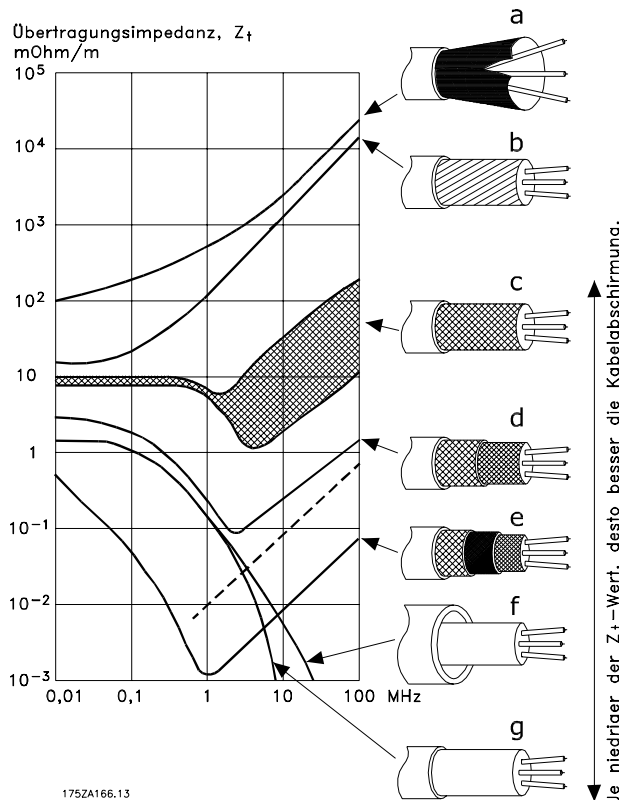 Übertragungsimpedanz, Zt
mOhm/m
10⁵
10⁴
10³
10²
10
1
10⁻¹
10⁻²
10⁻³
0,01
0,1
1
10
100 MHz
a
b
c
d
e
f
g
Je niedriger der Zt-Wert, desto besser die Kabelabschirmung.
175ZA166.13